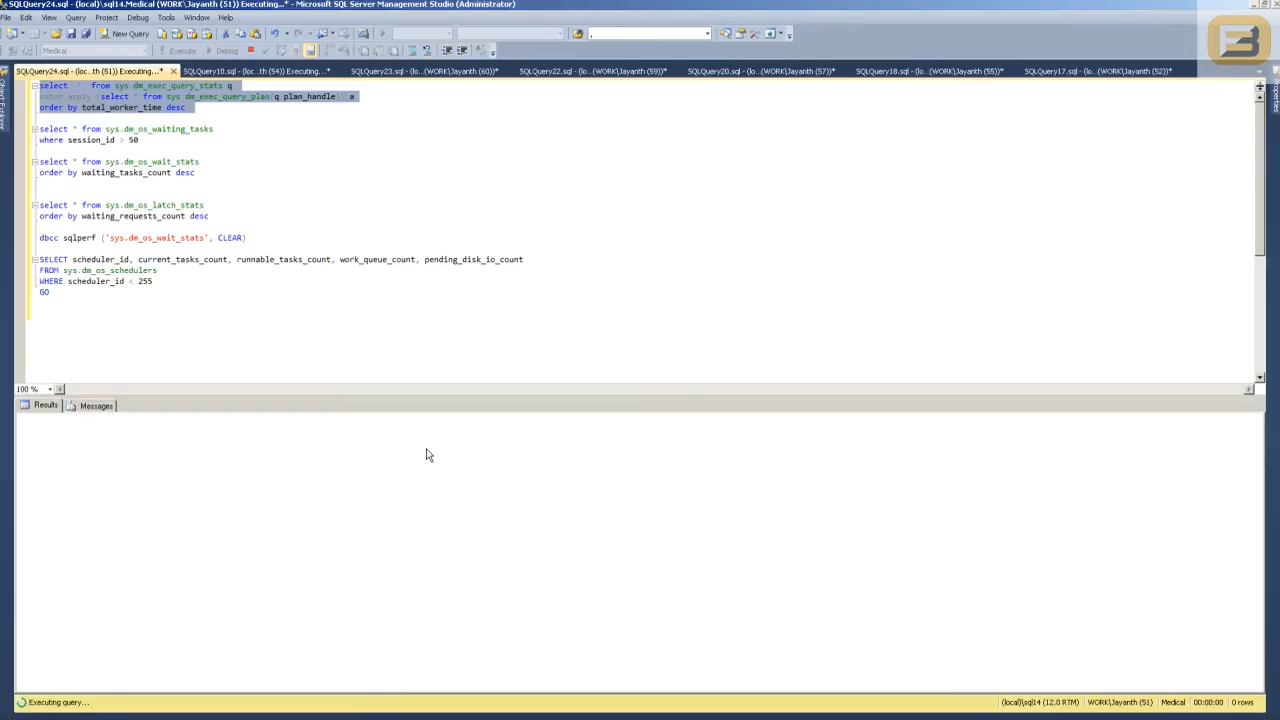 SQLQuery24.sql - (local)\sql14.Medical (WORK\Jayanth (51)) Executing...* - Microsoft SQL Server Management Studio (Administrator)
File Edit View Query Project Debug Tools Window Help
New Query ,
Medical Execute Debug
SQLQuery24.sql - (loc...th (51)) Executing...* SQLQuery10.sql - (loc...th (54)) Executing...* SQLQuery23.sql - (lo...(WORK\Jayanth (60))* SQLQuery22.sql - (lo...(WORK\Jayanth (59))* SQLQuery20.sql - (lo...(WORK\Jayanth (57))* SQLQuery18.sql - (lo...(WORK\Jayanth (55))* SQLQuery17.sql - (lo...(WORK\Jayanth (52))*
Object Explorer
Properties
select * from sys.dm_exec_query_stats q
outer apply (select * from sys.dm_exec_query_plan(q.plan_handle)) a
order by total_worker_time desc
select * from sys.dm_os_waiting_tasks
where session_id > 50
select * from sys.dm_os_wait_stats
order by waiting_tasks_count desc
select * from sys.dm_os_latch_stats
order by waiting_requests_count desc
dbcc sqlperf ('sys.dm_os_wait_stats', CLEAR)
SELECT scheduler_id, current_tasks_count, runnable_tasks_count, work_queue_count, pending_disk_io_count
FROM sys.dm_os_schedulers
WHERE scheduler_id < 255
GO
100 %
Results Messages
Executing query... (local)\sql14 (12.0 RTM) WORK\Jayanth (51) Medical 00:00:00 0 rows